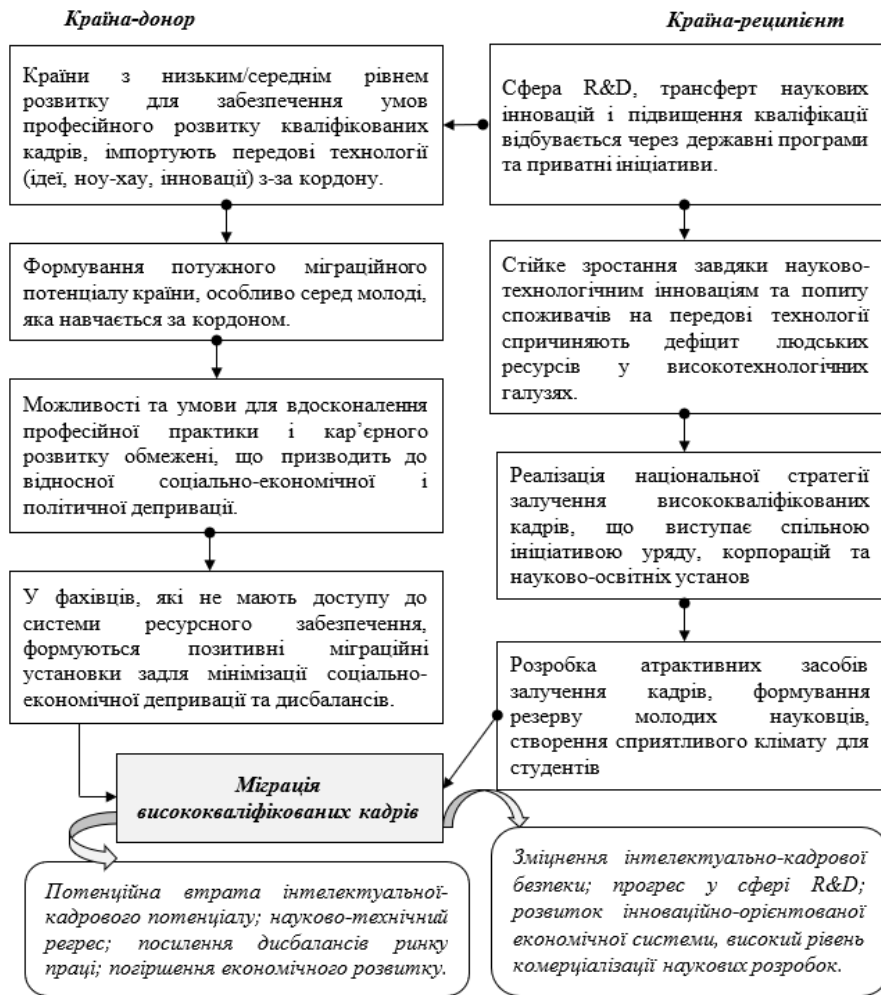 Країна-донор
Країни з низьким/середнім рівнем
розвитку для забезпечення умов
професійного розвитку кваліфікованих
кадрів, імпортують передові технології
(ідеї, ноу-хау, інновації) з-за кордону.
Формування потужного міграційного
потенціалу країни, особливо серед молоді,
яка навчається за кордоном.
Можливості та умови для вдосконалення
професійної практики і кар’єрного
розвитку обмежені, що призводить до
відносної соціально-економічної і
політичної депривації.
У фахівців, які не мають доступу до
системи ресурсного забезпечення,
формуються позитивні міграційні
установки задля мінімізації соціально-
економічної депривації та дисбалансів.
Країна-реципієнт
Сфера R&D, трансферт наукових
інновацій і підвищення кваліфікації
відбувається через державні програми
та приватні ініціативи.
Стійке зростання завдяки науково-
технологічним інноваціям та попиту
споживачів на передові технології
спричиняють дефіцит людських
ресурсів у високотехнологічних
галузях.
Реалізація національної стратегії
залучення висококваліфікованих
кадрів, що виступає спільною
ініціативою уряду, корпорацій та
науково-освітніх установ
Розробка атрактивних засобів
залучення кадрів, формування
резерву молодих науковців,
створення сприятливого клімату для
студентів
Міграція
висококваліфікованих кадрів
Потенційна втрата інтелектуальної-
кадрового потенціалу; науково-технічний
регрес; посилення дисбалансів ринку
праці; погіршення економічного розвитку.
Зміцнення інтелектуально-кадрової
безпеки; прогрес у сфері R&D;
розвиток інноваційно-орієнтованої
економічної системи, високий рівень
комерціалізації наукових розробок.